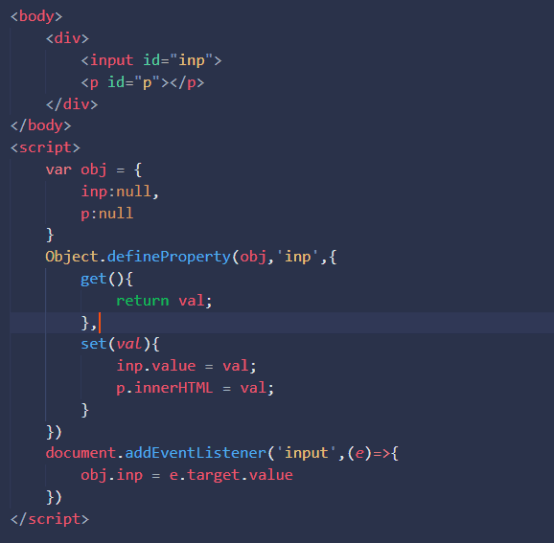 <body>
    <div>
        <input id="inp">
        <p id="p"></p>
    </div>
</body>
<script>
    var obj = {
        inp:null,
        p:null
    }
    Object.defineProperty(obj,'inp',{
        get(){
            return val;
        },
        set(val){
            inp.value = val;
            p.innerHTML = val;
        }
    })
    document.addEventListener('input',(e)=>{
        obj.inp = e.target.value
    })
</script>